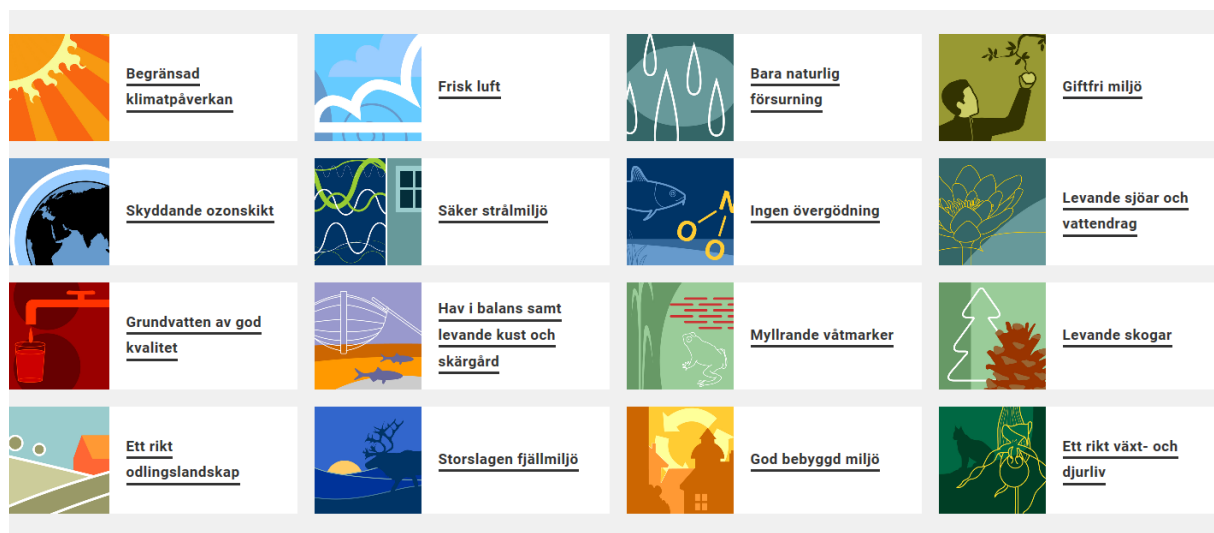 Begränsad
klimatpåverkan
Frisk luft
Bara naturlig
försurning
Giftfri miljö
Skyddande ozonskikt
Säker strålmiljö
Ingen övergödning
Levande sjöar och
vattendrag
Grundvatten av god
kvalitet
Hav i balans samt
levande kust och
skärgård
Myllrande våtmarker
Levande skogar
Ett rikt
odlingslandskap
Storslagen fjällmiljö
God bebyggd miljö
Ett rikt växt- och
djurliv